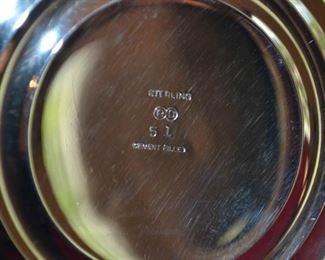 STERLING
51
CEMENT FILLED